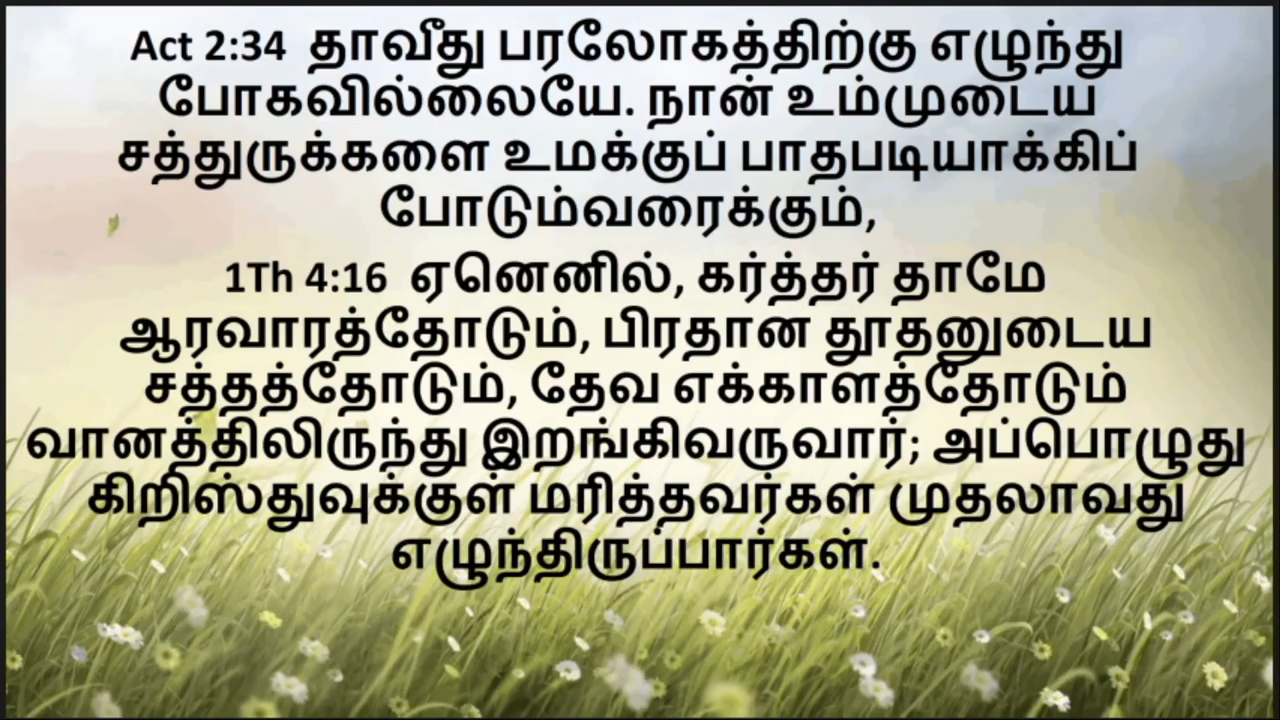 Act 2:34 தாவீது பரலோகத்திற்கு எழுந்து
போகவில்லையே. நான் உம்முடைய
சத்துருக்களை உமக்குப் பாதபடியாக்கிப்
போடும்வரைக்கும்,
1Th 4:16 ஏனெனில், கர்த்தர் தாமே
ஆரவாரத்தோடும், பிரதான தூதனுடைய
சத்தத்தோடும், தேவ எக்காளத்தோடும்
வானத்திலிருந்து இறங்கிவருவார்; அப்பொழுது
கிறிஸ்துவுக்குள் மரித்தவர்கள் முதலாவது
எழுந்திருப்பார்கள்.